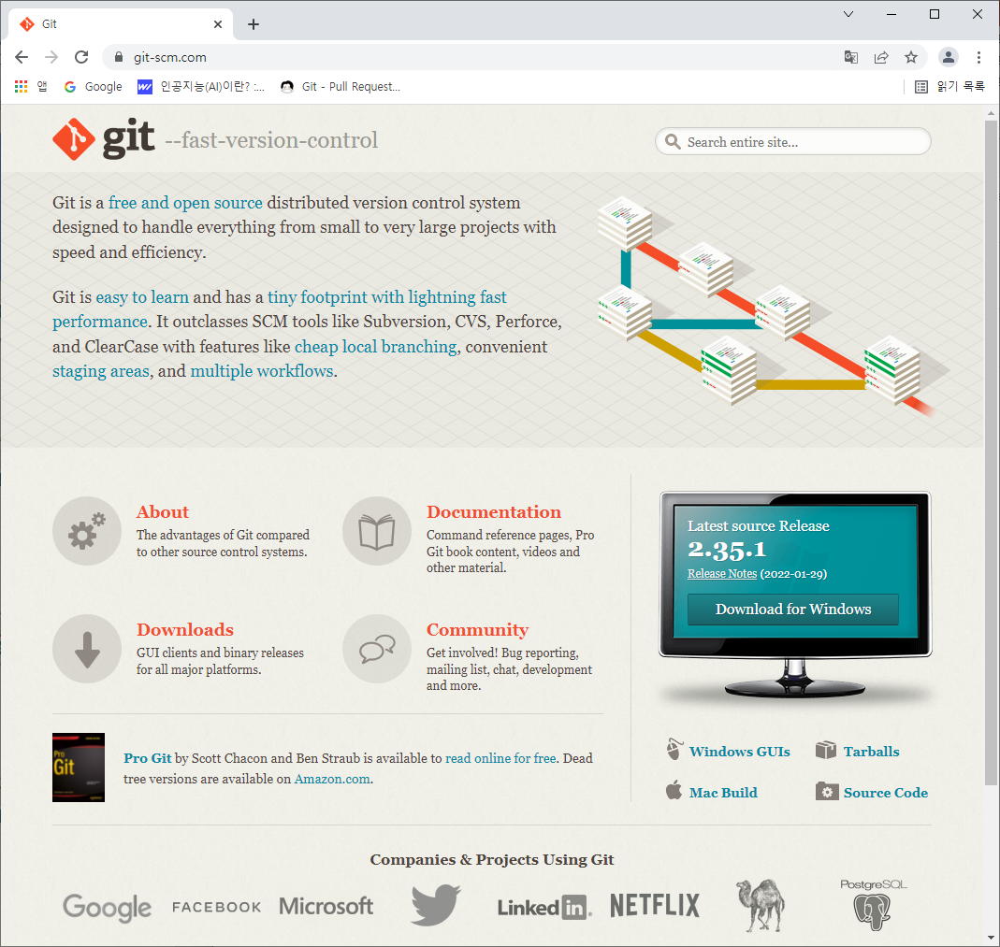 Git
git-scm.com
앱
Google
인공지능(AI)이란? :...
Git - Pull Request...
읽기 목록
git --fast-version-control
Search entire site...
Git is a free and open source distributed version control system
designed to handle everything from small to very large projects with
speed and efficiency.
Git is easy to learn and has a tiny footprint with lightning fast
performance. It outclasses SCM tools like Subversion, CVS, Perforce,
and ClearCase with features like cheap local branching, convenient
staging areas, and multiple workflows.
About
The advantages of Git compared
to other source control systems.
Documentation
Command reference pages, Pro
Git book content, videos and
other material.
Downloads
GUI clients and binary releases
for all major platforms.
Community
Get involved! Bug reporting,
mailing list, chat, development
and more.
Pro
Git
Pro Git by Scott Chacon and Ben Straub is available to read online for free. Dead
tree versions are available on Amazon.com.
Latest source Release
2.35.1
Release Notes (2022-01-29)
Download for Windows
Windows GUIs
Tarballs
Mac Build
Source Code
Companies & Projects Using Git
Google
FACEBOOK
Microsoft
Linked in
NETFLIX
PostgreSQL